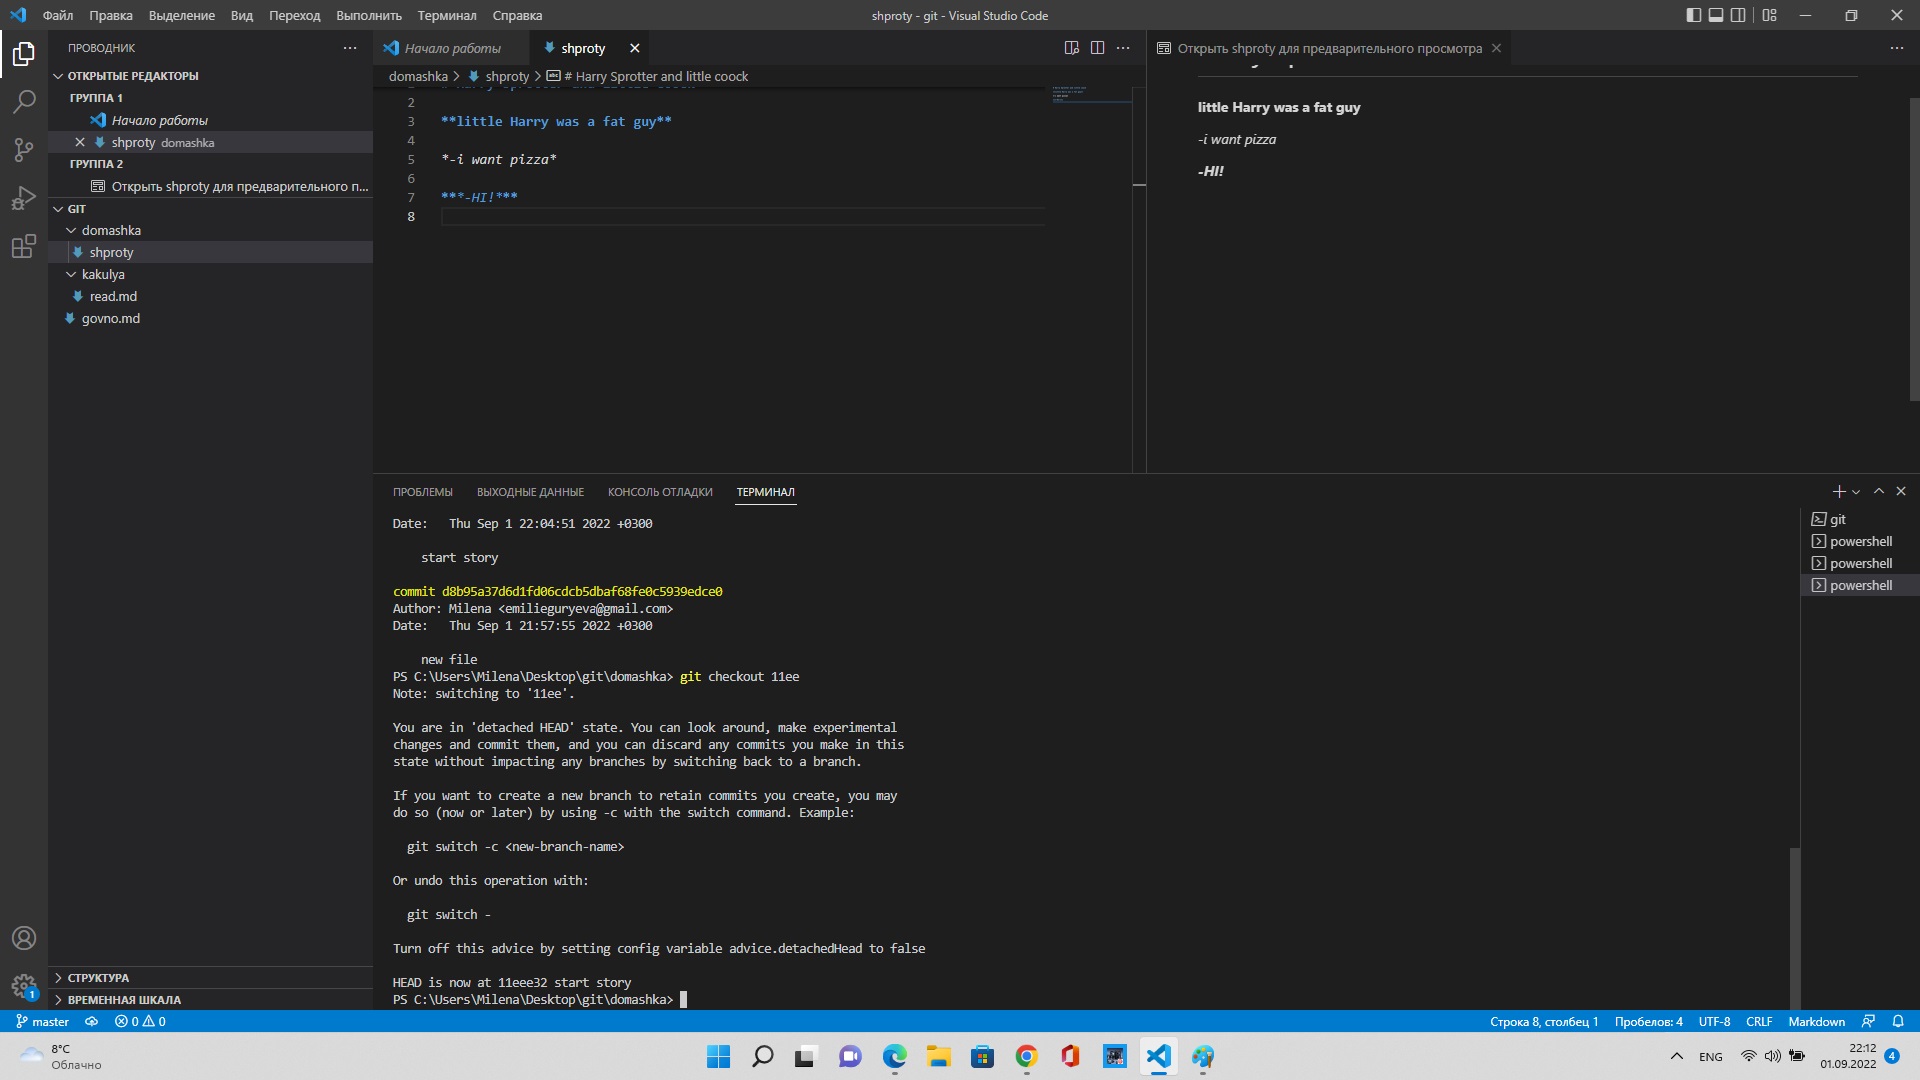 Файл Правка Выделение Вид Переход Выполнить Терминал Справка
shproty - git - Visual Studio Code
ПРОВОДНИК
ОТКРЫТЫЕ РЕДАКТОРЫ
ГРУППА 1
Начало работы
shproty domashka
ГРУППА 2
Открыть shproty для предварительного п...
GIT
domashka
shproty
kakulya
read.md
govno.md
СТРУКТУРА
ВРЕМЕННАЯ ШКАЛА
Начало работы
shproty
domashka > shproty > # Harry Sprotter and little coock
2
3 **little Harry was a fat guy**
4
5 *-i want pizza*
6
7 ***-HI!***
8
Открыть shproty для предварительного просмотра
little Harry was a fat guy
-i want pizza
-HI!
ПРОБЛЕМЫ ВЫХОДНЫЕ ДАННЫЕ КОНСОЛЬ ОТЛАДКИ ТЕРМИНАЛ
Date: Thu Sep 1 22:04:51 2022 +0300
start story
commit d8b95a37d6d1fd06cdcb5dbaf68fe0c5939edce0
Author: Milena <emilieguryeva@gmail.com>
Date: Thu Sep 1 21:57:55 2022 +0300
new file
PS C:\Users\Milena\Desktop\git\domashka> git checkout 11ee
Note: switching to '11ee'.
You are in 'detached HEAD' state. You can look around, make experimental
changes and commit them, and you can discard any commits you make in this
state without impacting any branches by switching back to a branch.
If you want to create a new branch to retain commits you create, you may
do so (now or later) by using -c with the switch command. Example:
git switch -c <new-branch-name>
Or undo this operation with:
git switch -
Turn off this advice by setting config variable advice.detachedHead to false
HEAD is now at 11eee32 start story
PS C:\Users\Milena\Desktop\git\domashka>
git
powershell
powershell
powershell
1
master
0 0
Строка 8, столбец 1 Пробелов: 4 UTF-8 CRLF Markdown
8°C
Облачно
ENG
22:12
01.09.2022
4